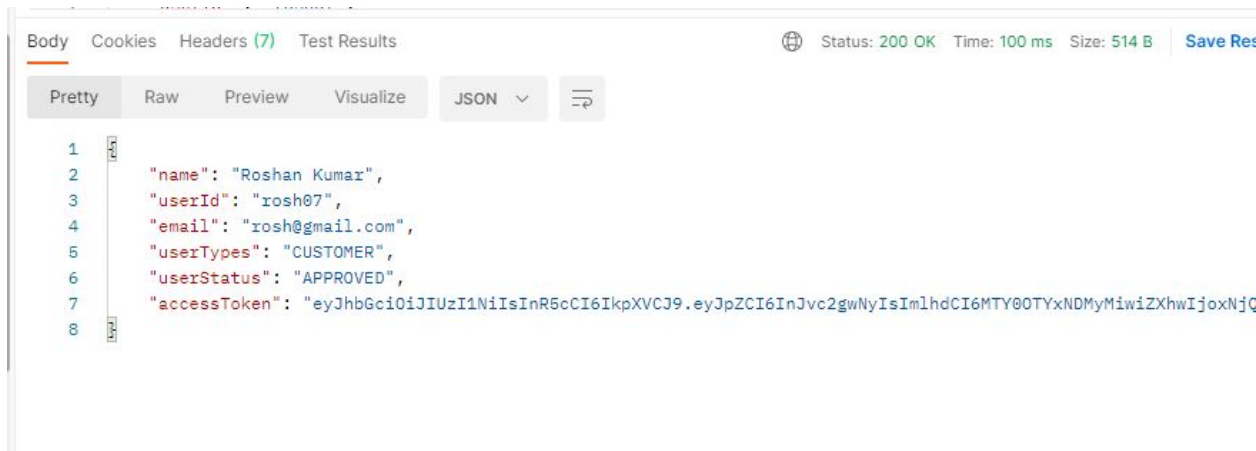 Body Cookies Headers (7) Test Results Status: 200 OK Time: 100 ms Size: 514 B Save Res
Pretty Raw Preview Visualize JSON
1 {
2 "name": "Roshan Kumar",
3 "userId": "rosh07",
4 "email": "rosh@gmail.com",
5 "userTypes": "CUSTOMER",
6 "userStatus": "APPROVED",
7 "accessToken": "eyJhbGciOiJIUzI1NiIsInR5cCI6IkpXVCJ9.eyJpZCI6InJvc2gwNyIsImlhdCI6MTY0OTYxNDMyMiwiZXhwIjoxNjQ
8 }